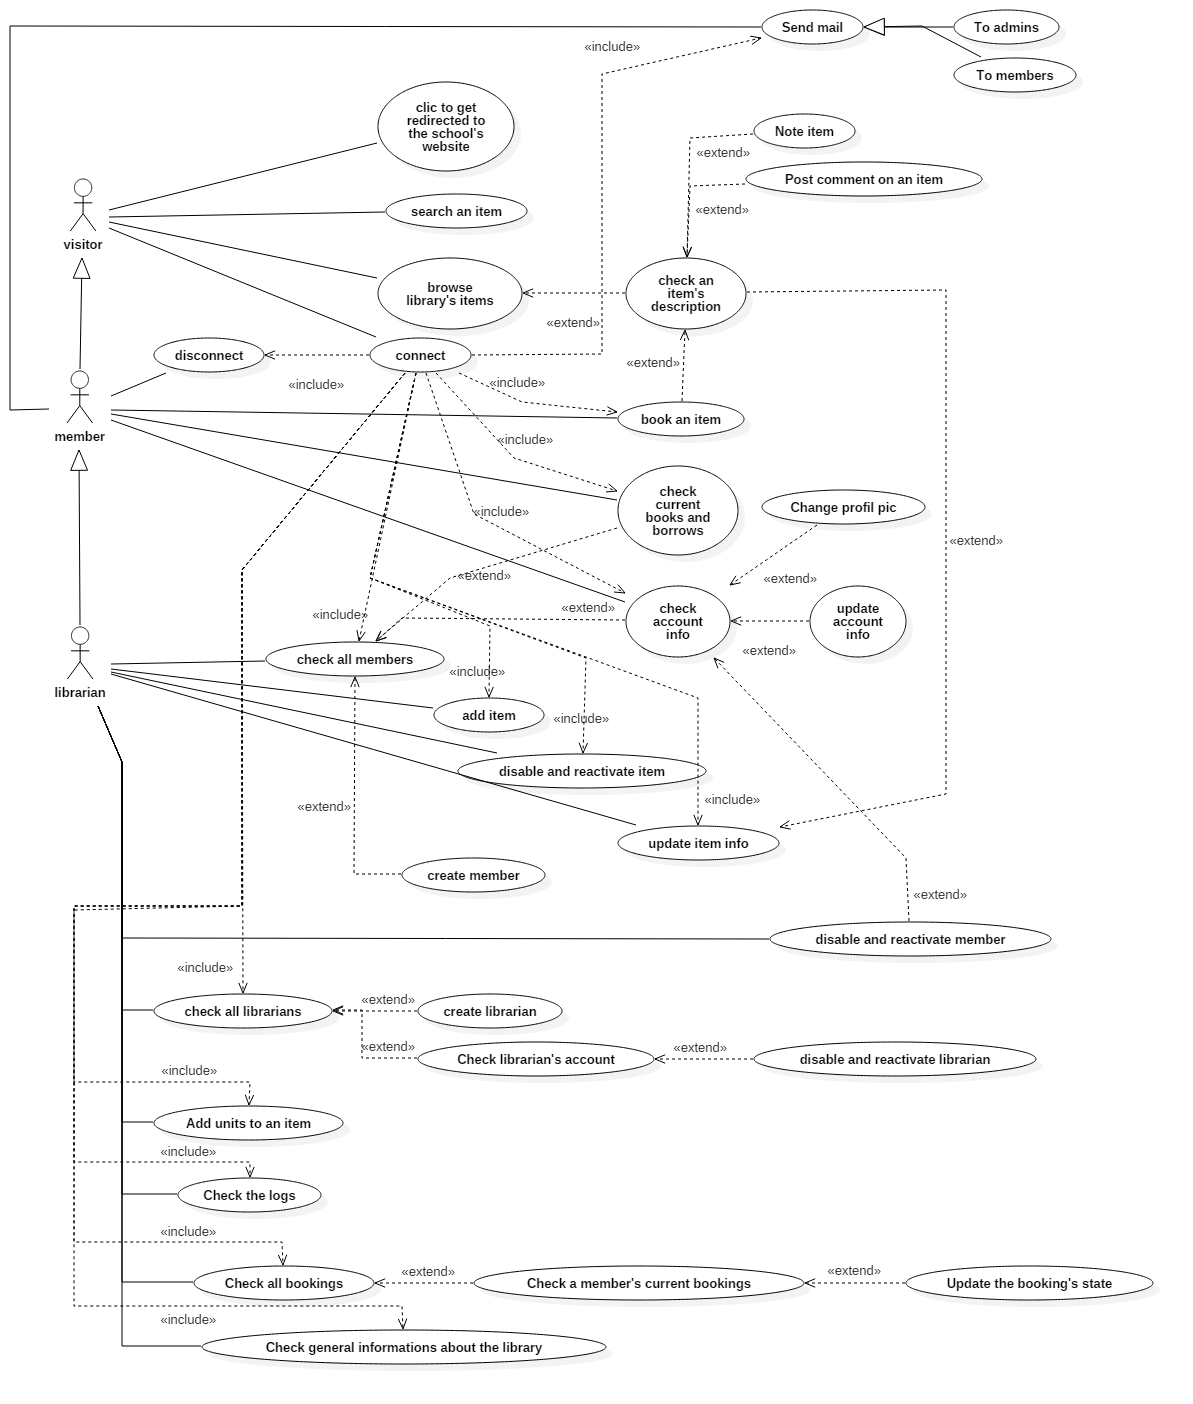 Send mail
To admins
«include»
To members
clic to get
redirected to
the school's
website
Note item
«extend»
Post comment on an item
search an item
«extend»
visitor
browse
library's items
check an
item's
description
«extend»
disconnect
connect
«extend»
«include»
«include»
book an item
member
«include»
check
current
books and
borrows
Change profil pic
«include»
«extend»
«extend»
«extend»
«include»
«extend»
check
account
info
update
account
info
«extend»
librarian
check all members
«include»
add item
«include»
disable and reactivate item
«extend»
«include»
update item info
create member
«extend»
disable and reactivate member
«include»
check all librarians
«extend»
create librarian
«extend»
Check librarian's account
«extend»
disable and reactivate librarian
«include»
Add units to an item
«include»
Check the logs
«include»
Check all bookings
«extend»
Check a member's current bookings
«extend»
Update the booking's state
«include»
Check general informations about the library